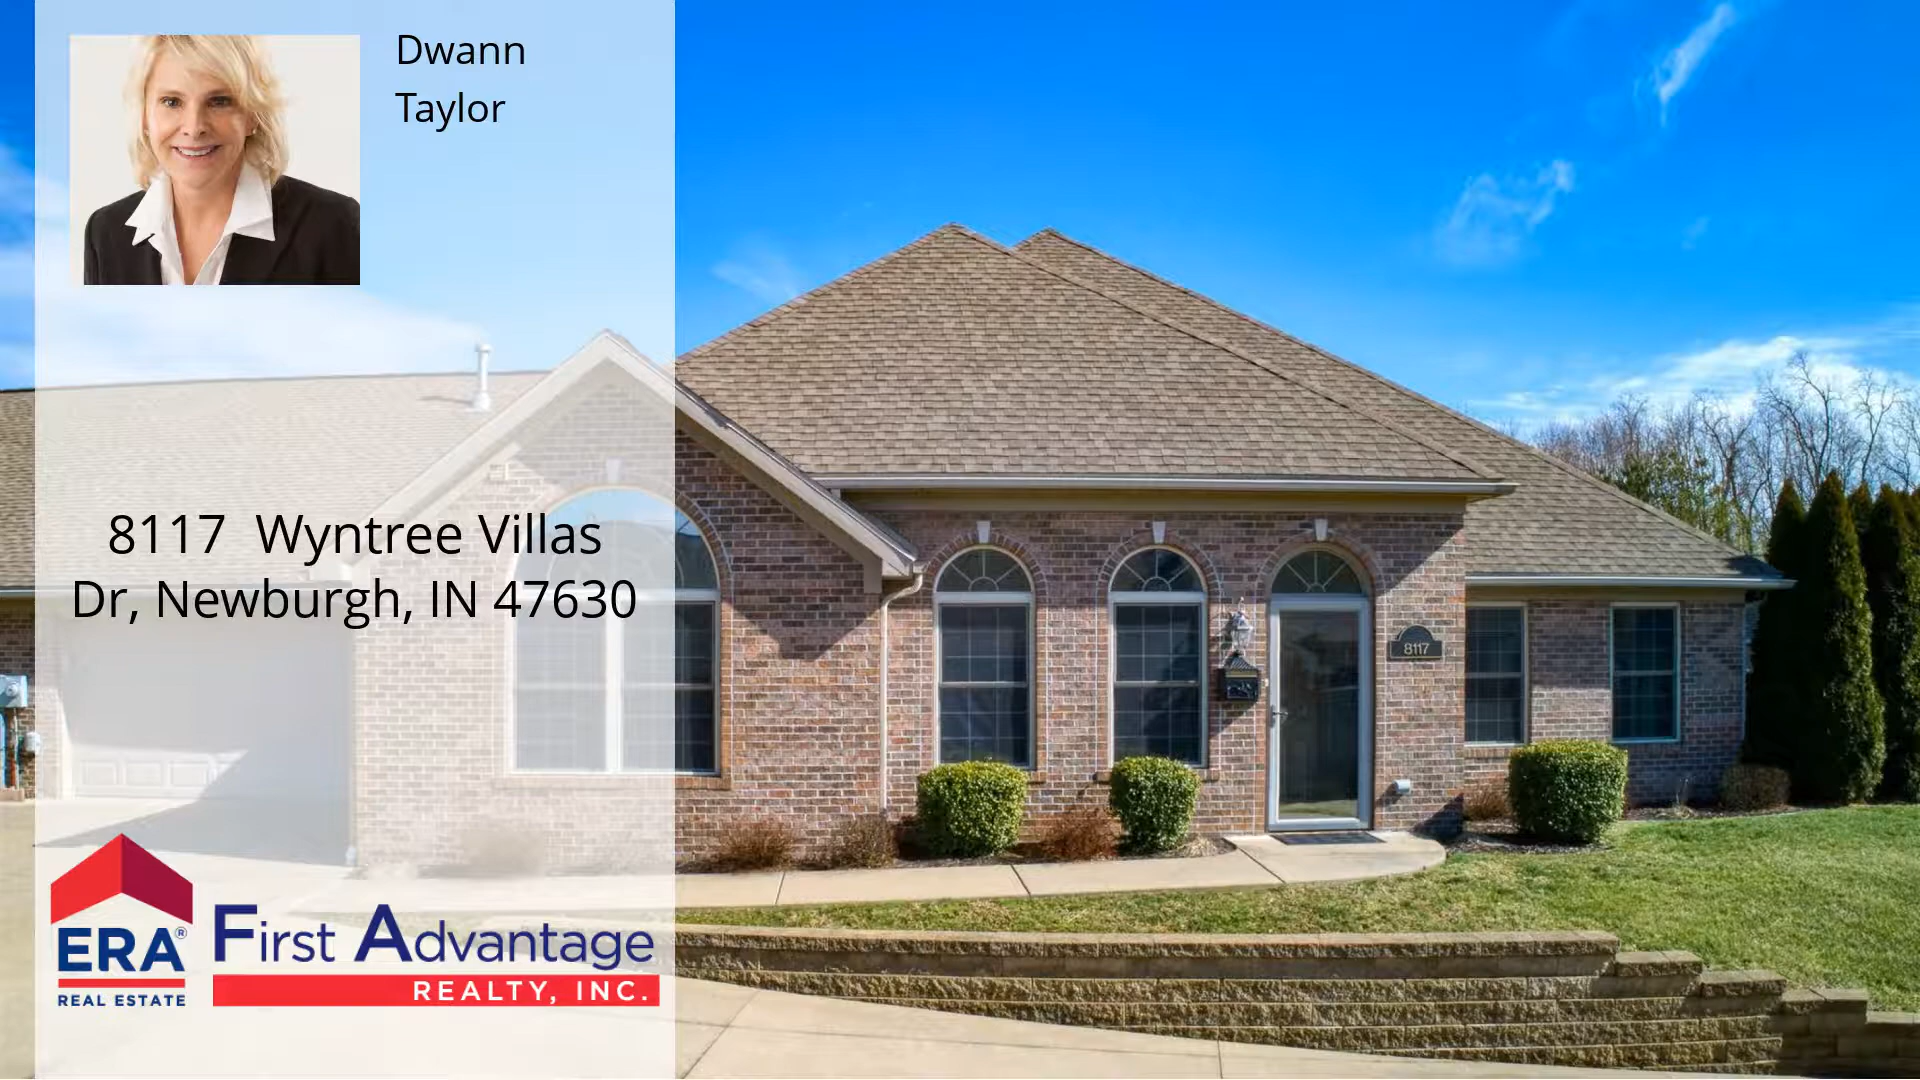 Dwann
Taylor
8117 Wyntree Villas
Dr, Newburgh, IN 47630
8117
ERA®
REAL ESTATE
First Advantage
REALTY, INC.